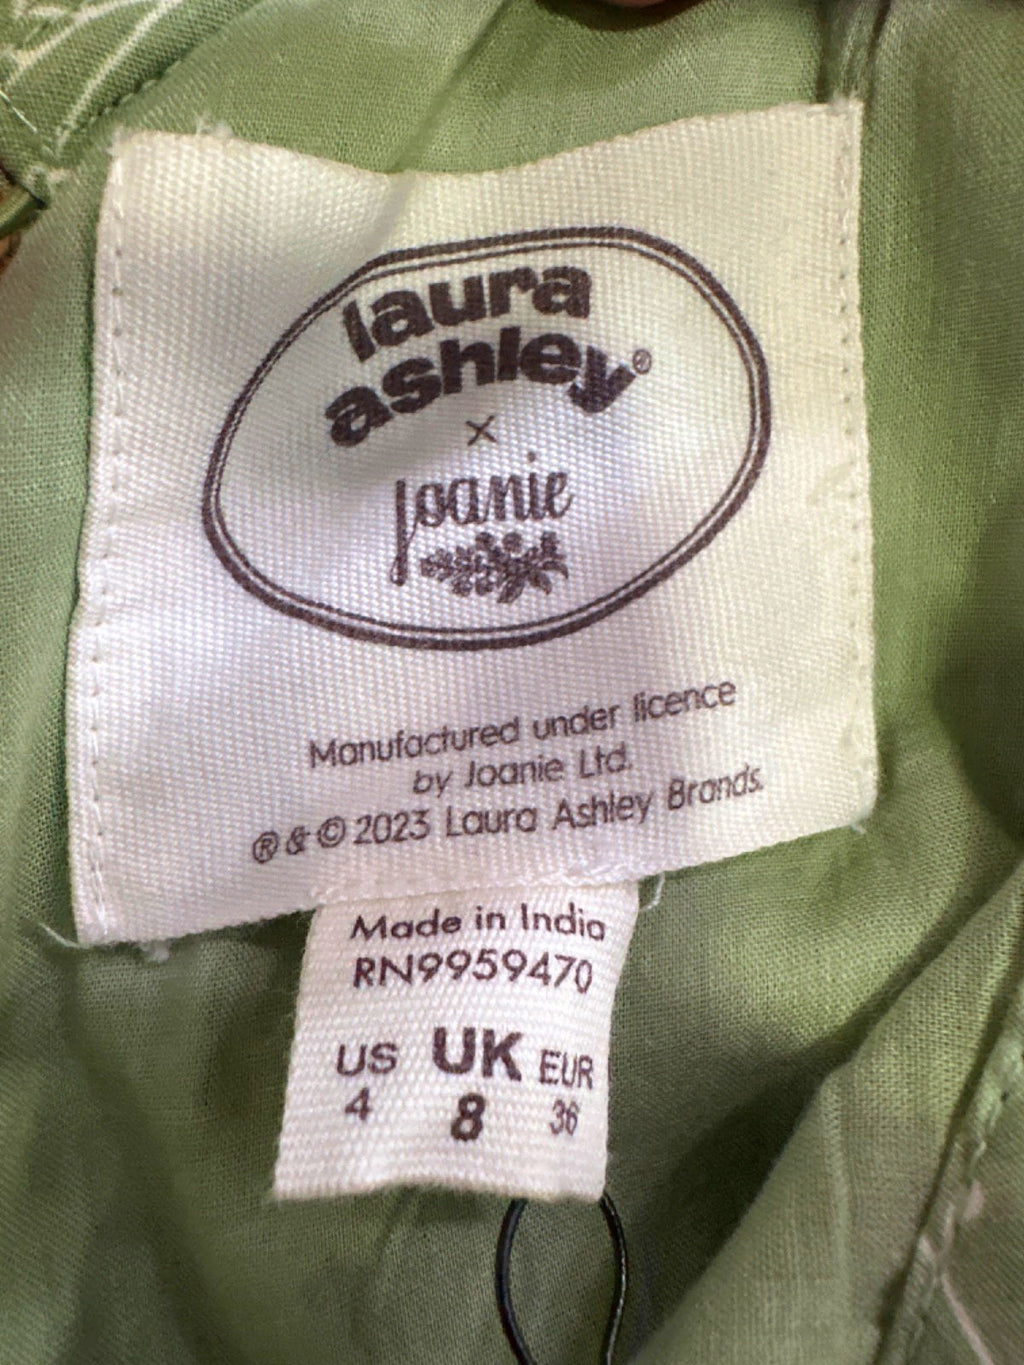 laura
ashley®
×
Joanie
Manufactured under licence
by Joanie Ltd.
® & © 2023 Laura Ashley Brands.
Made in India
RN9959470
US UK EUR
4 8 36